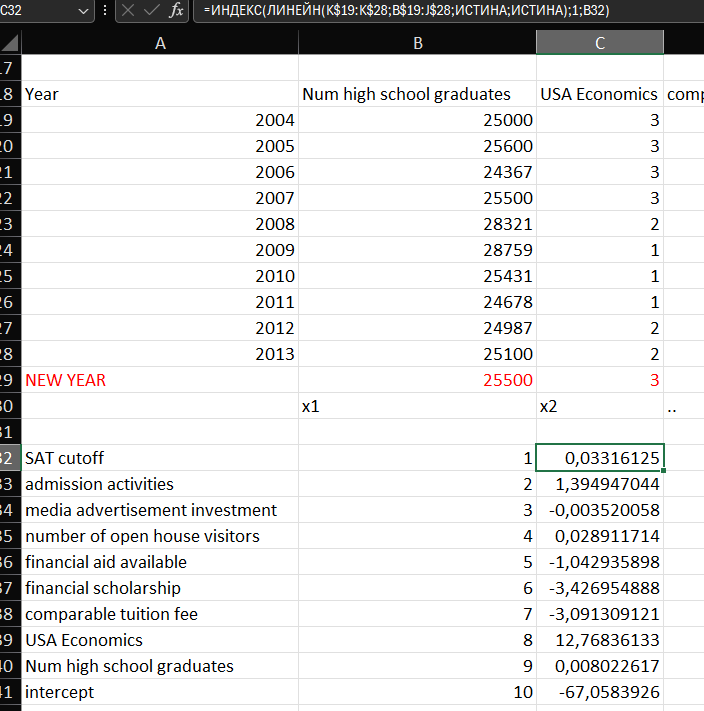 C32 fx =ИНДЕКС(ЛИНЕЙН(K$19:K$28;B$19:J$28;ИСТИНА;ИСТИНА);1;B32)
A B C
17
18 Year Num high school graduates USA Economics comp
19 2004 25000 3
20 2005 25600 3
21 2006 24367 3
22 2007 25500 3
23 2008 28321 2
24 2009 28759 1
25 2010 25431 1
26 2011 24678 1
27 2012 24987 2
28 2013 25100 2
29 NEW YEAR 25500 3
30 x1 x2 ..
31
32 SAT cutoff 1 0,03316125
33 admission activities 2 1,394947044
34 media advertisement investment 3 -0,003520058
35 number of open house visitors 4 0,028911714
36 financial aid available 5 -1,042935898
37 financial scholarship 6 -3,426954888
38 comparable tuition fee 7 -3,091309121
39 USA Economics 8 12,76836133
40 Num high school graduates 9 0,008022617
41 intercept 10 -67,0583926